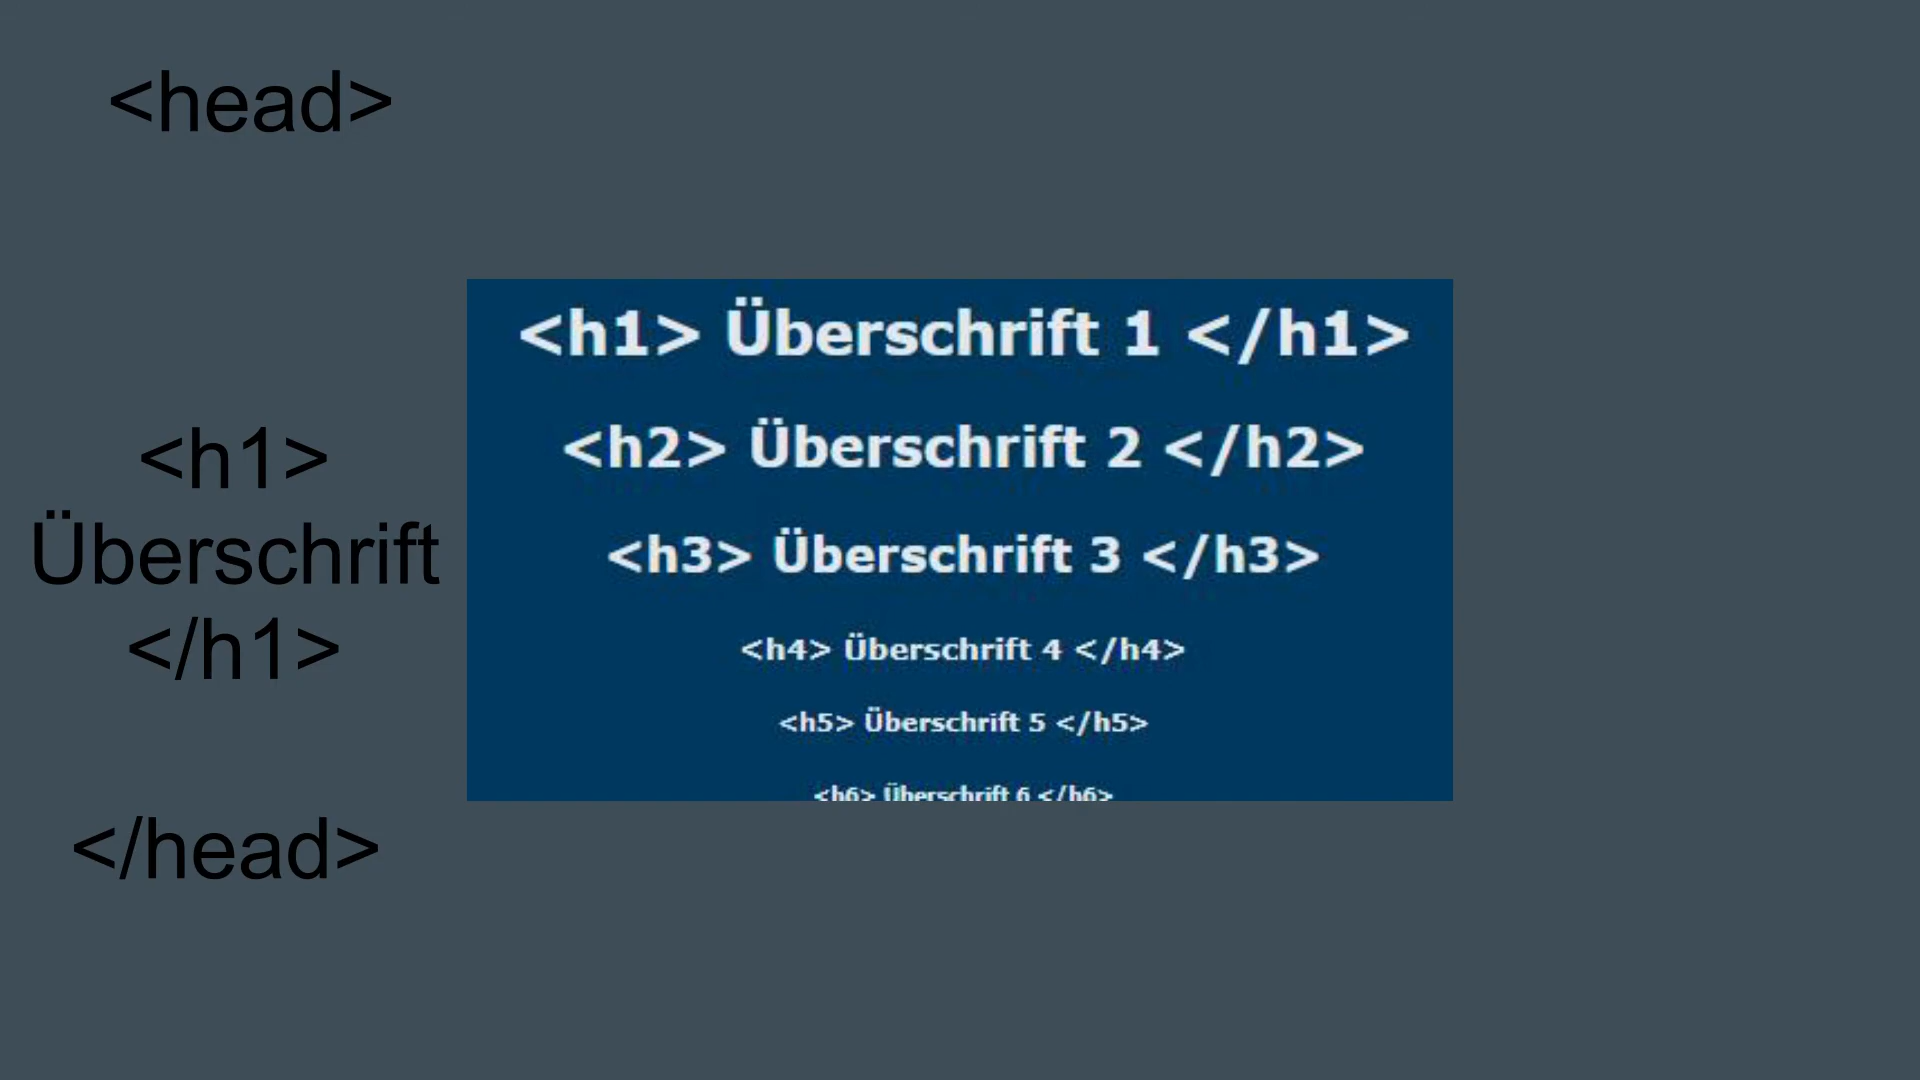 <head>
<h1>
Überschrift
</h1>
</head>
<h1> Überschrift 1 </h1>
<h2> Überschrift 2 </h2>
<h3> Überschrift 3 </h3>
<h4> Überschrift 4 </h4>
<h5> Überschrift 5 </h5>
<h6> Überschrift 6 </h6>